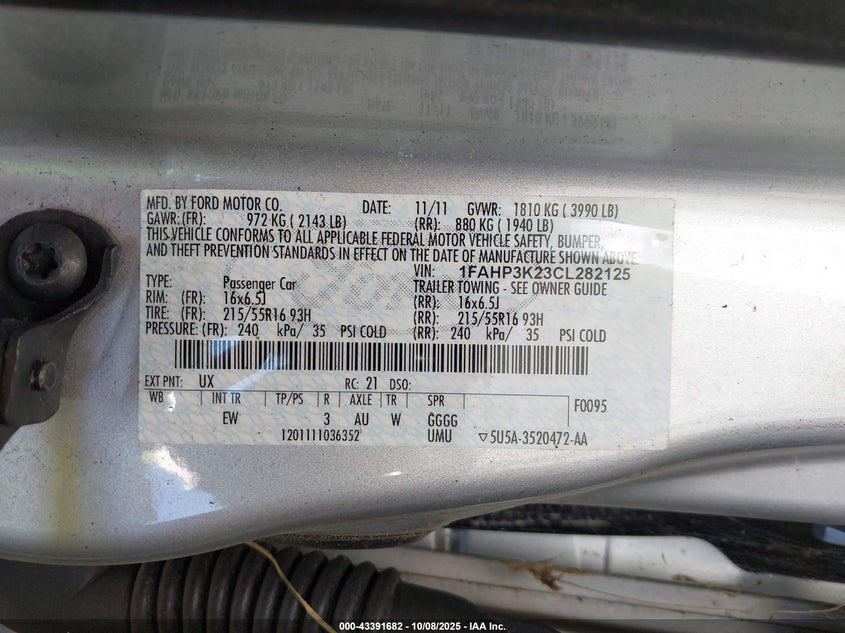 MFD. BY FORD MOTOR CO. DATE: 11/11 GVWR: 1810 KG ( 3990 LB)
GAWR: (FR): 972 KG ( 2143 LB) (RR): 880 KG ( 1940 LB)
THIS VEHICLE CONFORMS TO ALL APPLICABLE FEDERAL MOTOR VEHICLE SAFETY, BUMPER,
AND THEFT PREVENTION STANDARDS IN EFFECT ON THE DATE OF MANUFACTURE SHOWN ABOVE.
VIN: 1FAHP3K23CL282125
TYPE: Passenger Car TRAILER TOWING - SEE OWNER GUIDE
RIM: (FR): 16x6.5J (RR): 16x6.5J
TIRE: (FR): 215/55R16 93H (RR): 215/55R16 93H
PRESSURE: (FR): 240 kPa/ 35 PSI COLD (RR): 240 kPa/ 35 PSI COLD
EXT PNT: UX RC: 21 DSO:
WB INT TR TP/PS R AXLE TR SPR F0095
EW 3 AU W GGGG
1201111036352 UMU ▽5U5A-3520472-AA
000-43391682 - 10/08/2025 - IAA Inc.